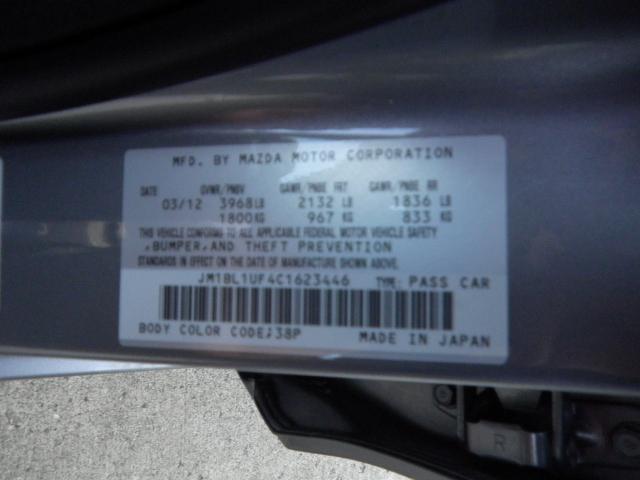 MFD. BY MAZDA MOTOR CORPORATION
DATE GVWR/PNBV GAWR/PNBE FRT GAWR/PNBE RR
03/12 3968LB 2132 LB 1836 LB
1800KG 967 KG 833 KG
THIS VEHICLE CONFORMS TO ALL APPLICABLE FEDERAL MOTOR VEHICLE SAFETY
,BUMPER,AND THEFT PREVENTION
STANDARDS IN EFFECT ON THE DATE OF MANUFACTURE SHOWN ABOVE.
JM1BL1UF4C1623446 TYPE: PASS CAR
BODY COLOR CODE;38P MADE IN JAPAN
R